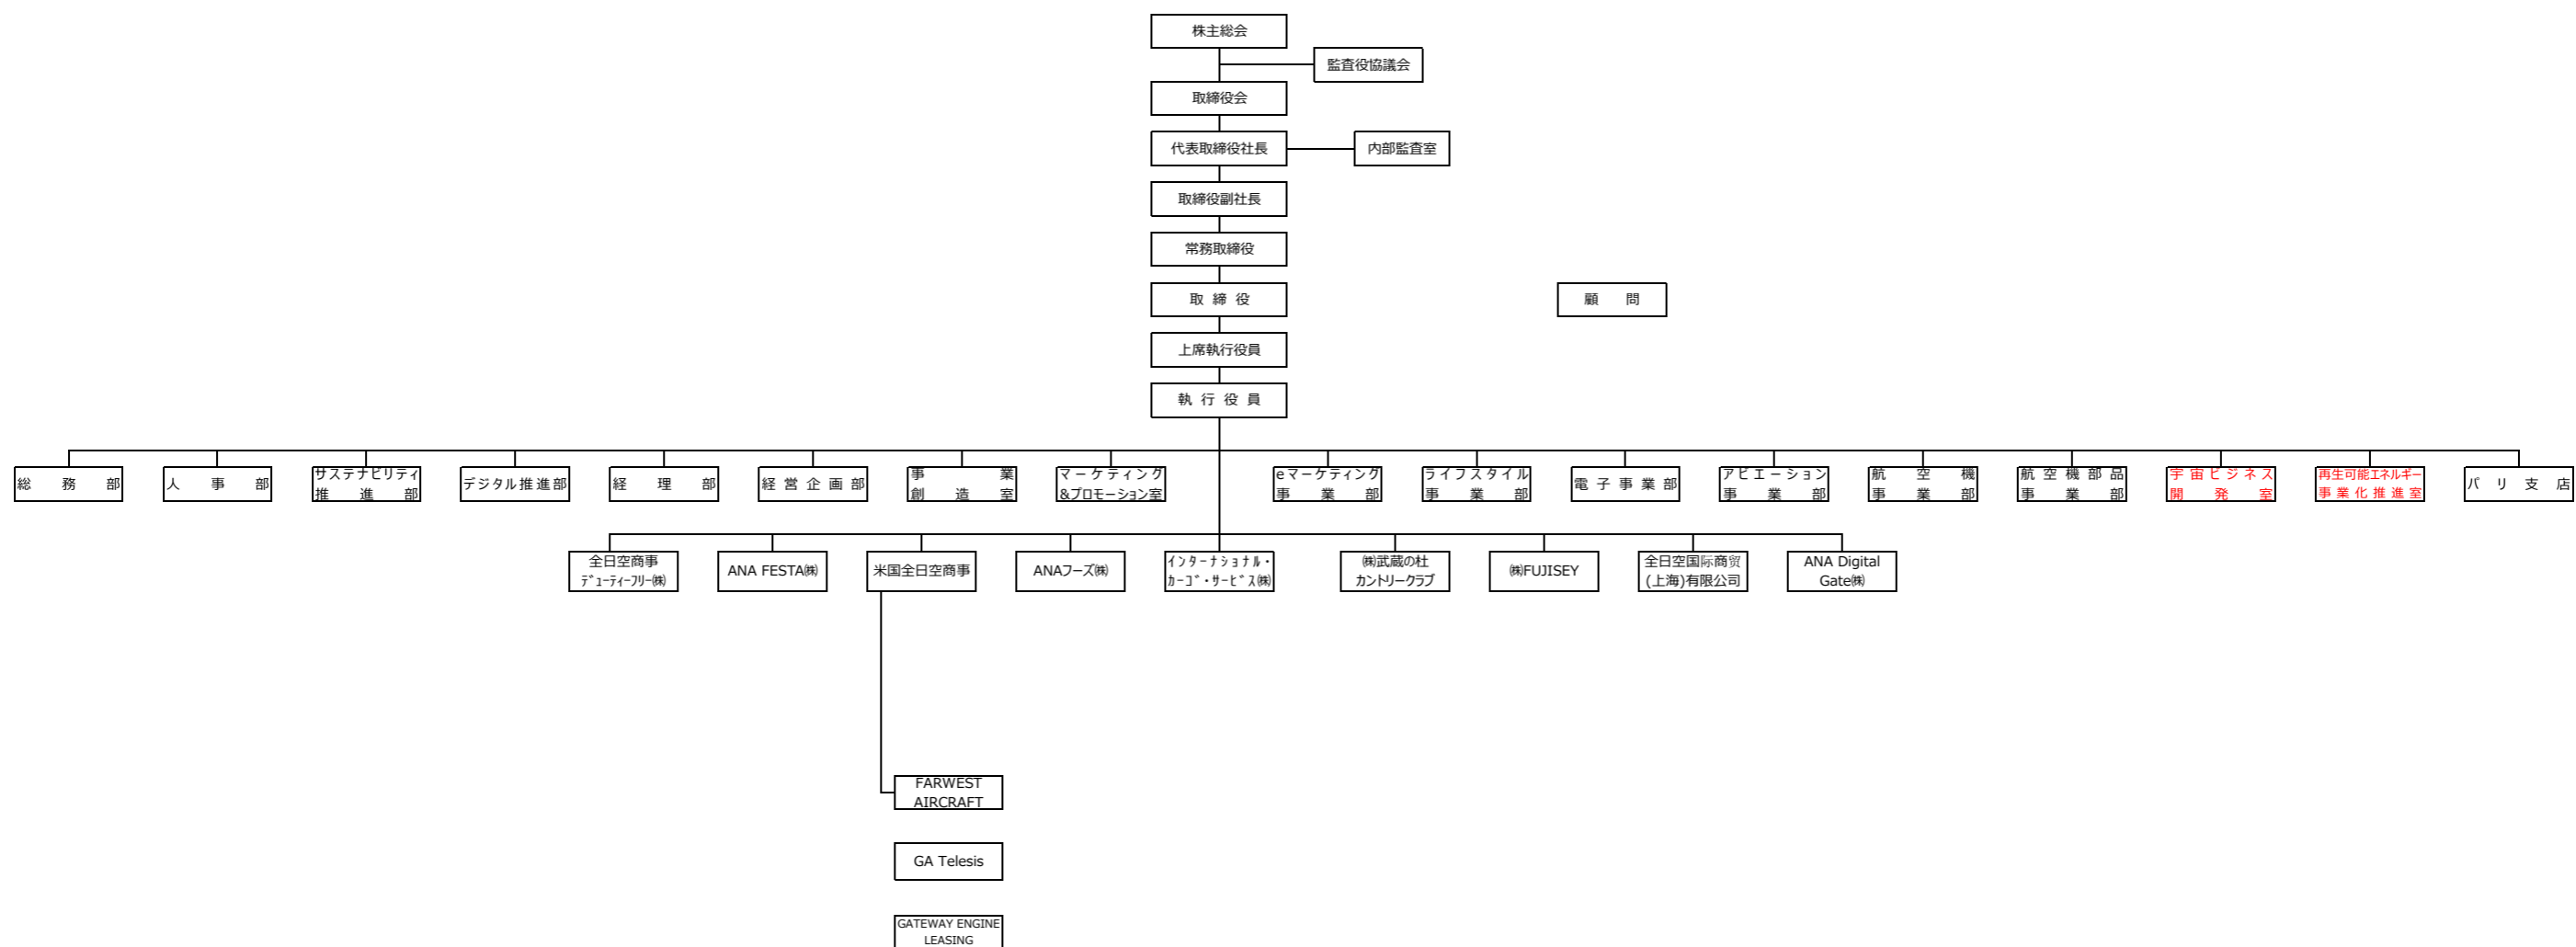 株主総会
監査役協議会
取締役会
代表取締役社長
内部監査室
取締役副社長
常務取締役
取 締 役
顧 問
上席執行役員
執 行 役 員
総 務 部
人 事 部
サステナビリティ
推 進 部
デジタル推進部
経 理 部
経 営 企 画 部
事 業
創 造 室
マーケティング
&プロモーション室
eマーケティング
事 業 部
ライフスタイル
事 業 部
電 子 事 業 部
アビエーション
事 業 部
航 空 機
事 業 部
航 空 機 部 品
事 業 部
宇 宙 ビ ジ ネ ス
開 発 室
再生可能エネルギー
事 業 化 推 進 室
パ リ 支 店
全日空商事
ﾃﾞｭｰﾃｨｰﾌﾘｰ㈱
ANA FESTA㈱
米国全日空商事
ANAフーズ㈱
ｲﾝﾀｰﾅｼｮﾅﾙ・
ｶｰｺﾞ・ｻｰﾋﾞｽ㈱
㈱武蔵の杜
カントリークラブ
㈱FUJISEY
全日空国际商贸
(上海)有限公司
ANA Digital
Gate㈱
FARWEST
AIRCRAFT
GA Telesis
GATEWAY ENGINE
LEASING